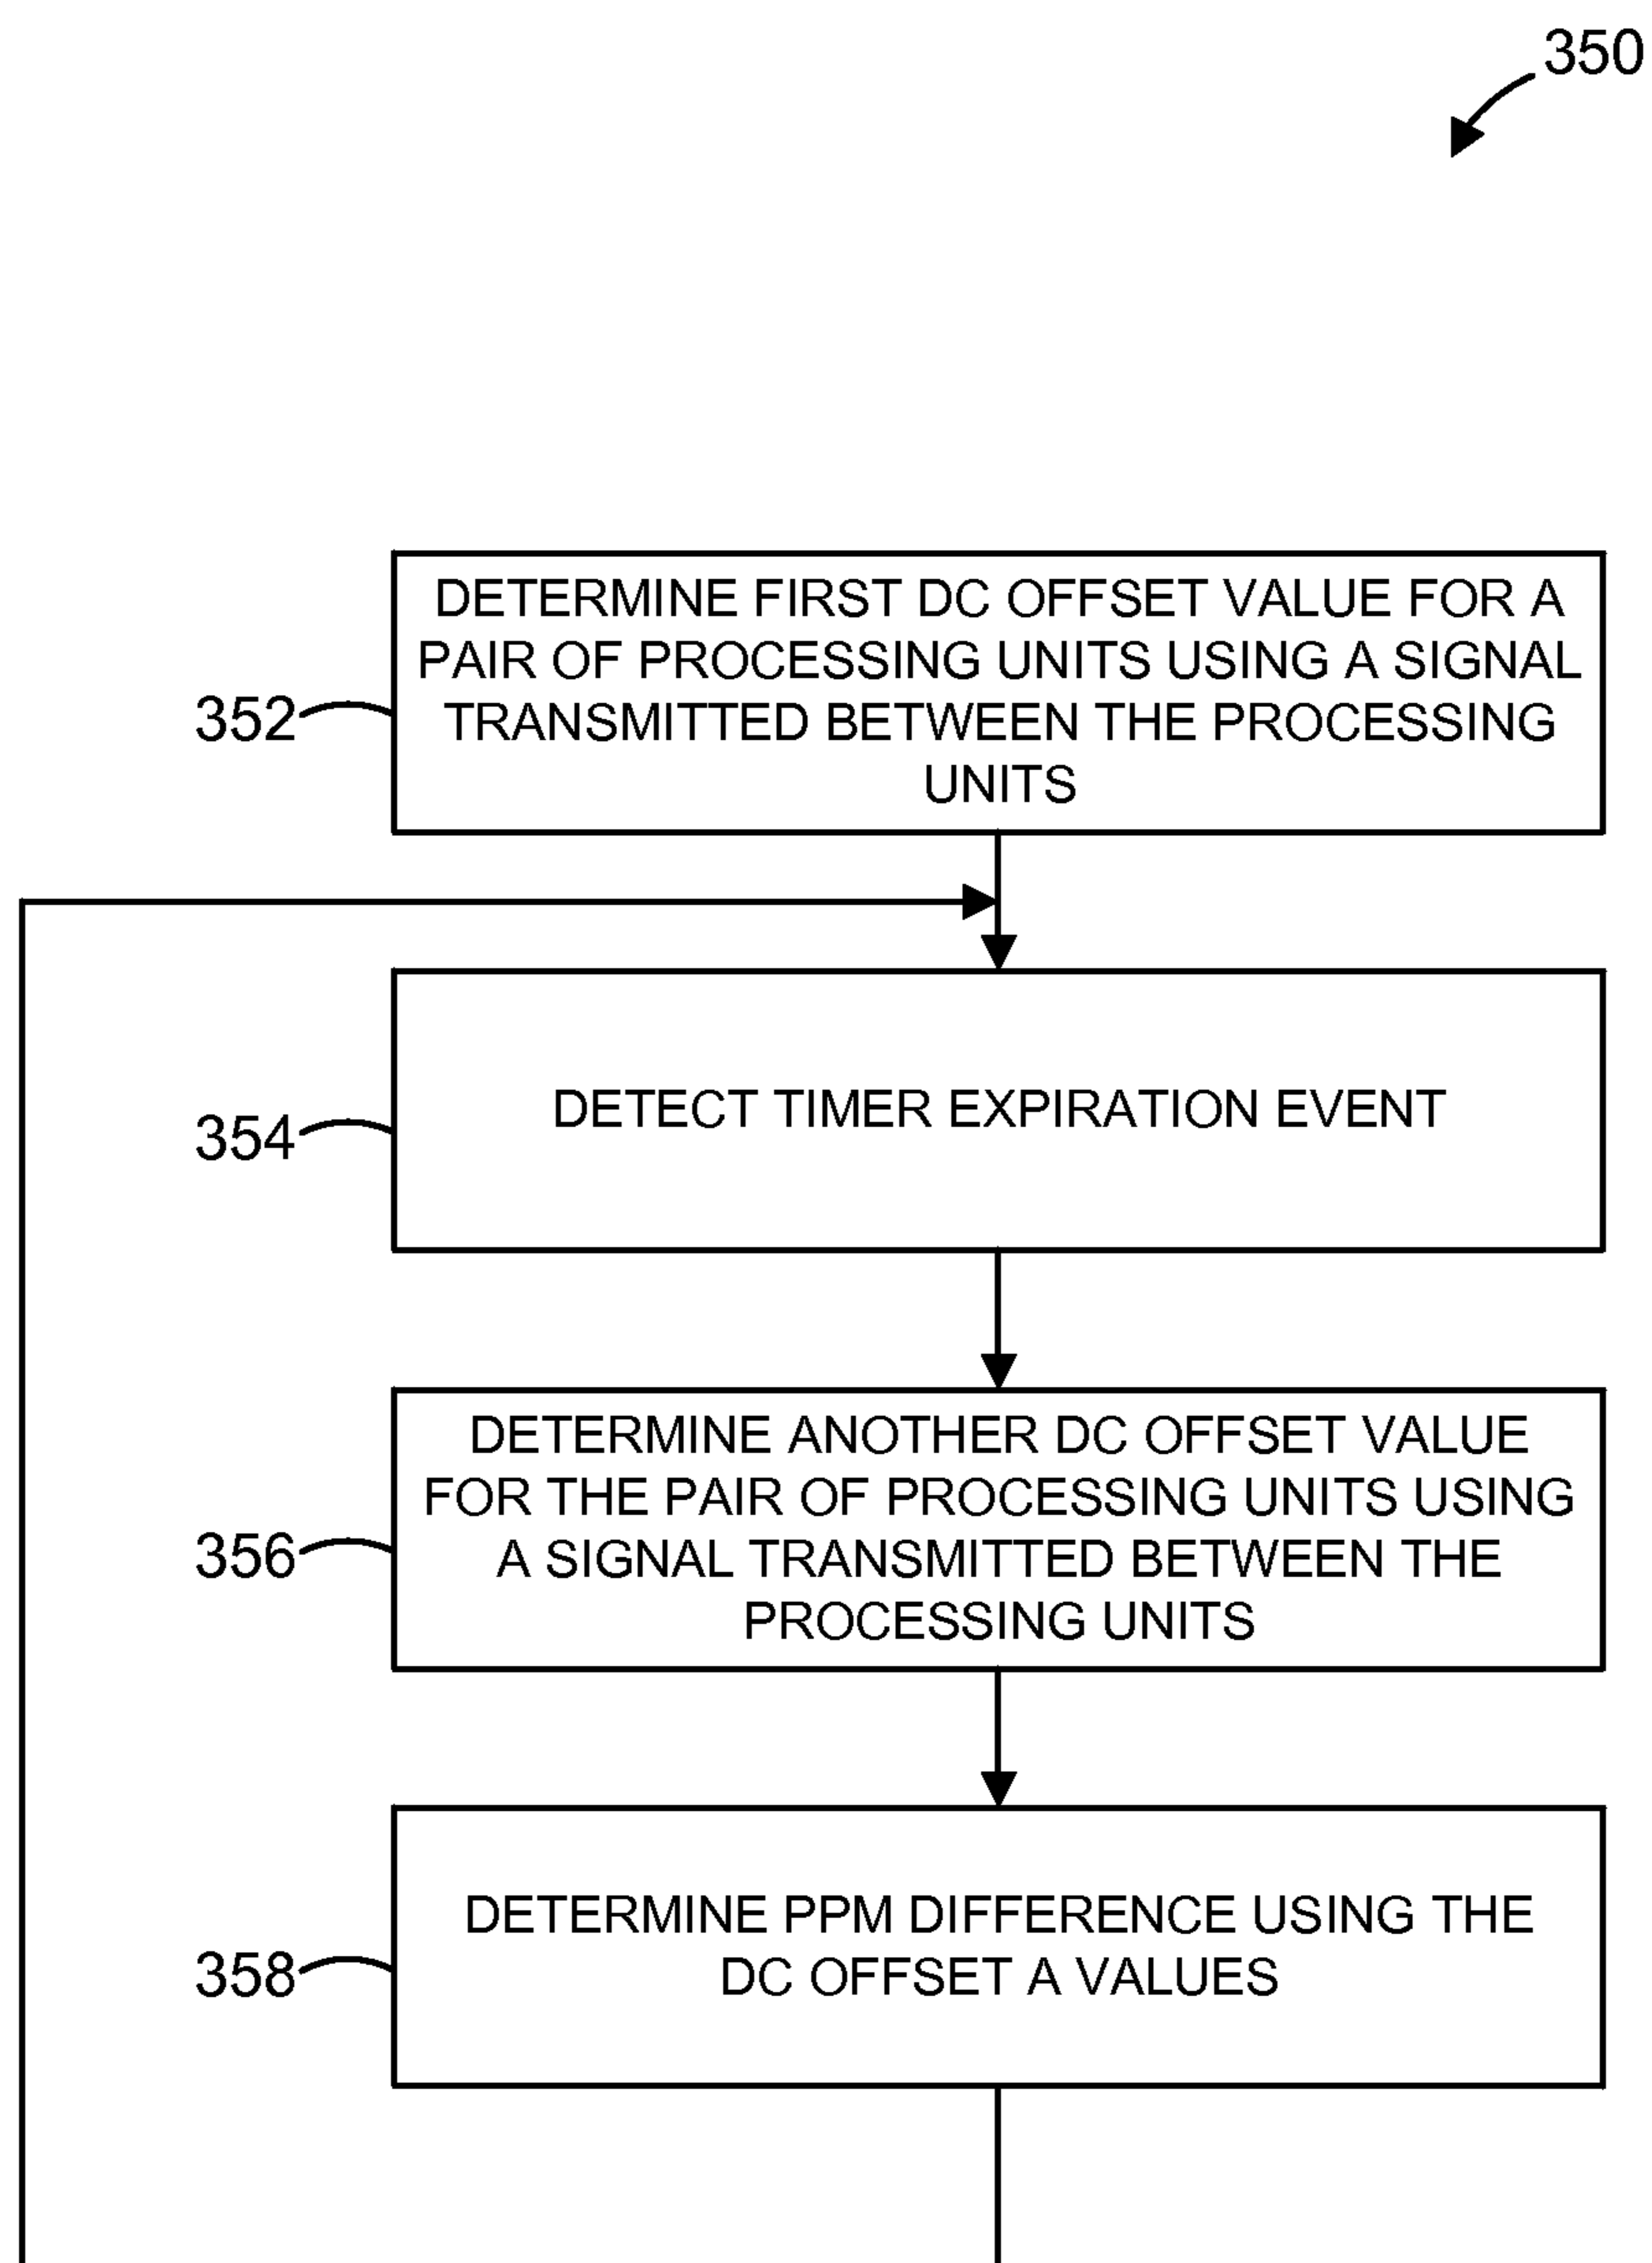 350
DETERMINE FIRST DC OFFSET VALUE FOR A
PAIR OF PROCESSING UNITS USING A SIGNAL
TRANSMITTED BETWEEN THE PROCESSING
UNITS
352
DETECT TIMER EXPIRATION EVENT
354
DETERMINE ANOTHER DC OFFSET VALUE
FOR THE PAIR OF PROCESSING UNITS USING
A SIGNAL TRANSMITTED BETWEEN THE
PROCESSING UNITS
356
DETERMINE PPM DIFFERENCE USING THE
DC OFFSET A VALUES
358